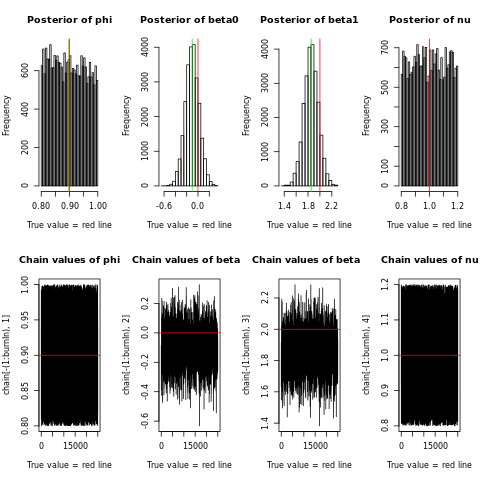 Posterior of phi
Posterior of beta0
Posterior of beta1
Posterior of nu
Frequency
0 200 400 600
0.80 0.90 1.00
True value = red line
Frequency
0 1000 2000 3000 4000
-0.6 0.0
True value = red line
Frequency
0 1000 2000 3000 4000
1.4 1.8 2.2
True value = red line
Frequency
0 100 300 500 700
0.8 1.0 1.2
True value = red line
Chain values of phi
Chain values of beta
Chain values of beta
Chain values of nu
chain[-(1:burnIn), 1]
0.80 0.85 0.90 0.95 1.00
0 15000
True value = red line
chain[-(1:burnIn), 2]
-0.6 -0.4 -0.2 0.0 0.2
0 15000
True value = red line
chain[-(1:burnIn), 3]
1.4 1.6 1.8 2.0 2.2
0 15000
True value = red line
chain[-(1:burnIn), 4]
0.8 0.9 1.0 1.1 1.2
0 15000
True value = red line